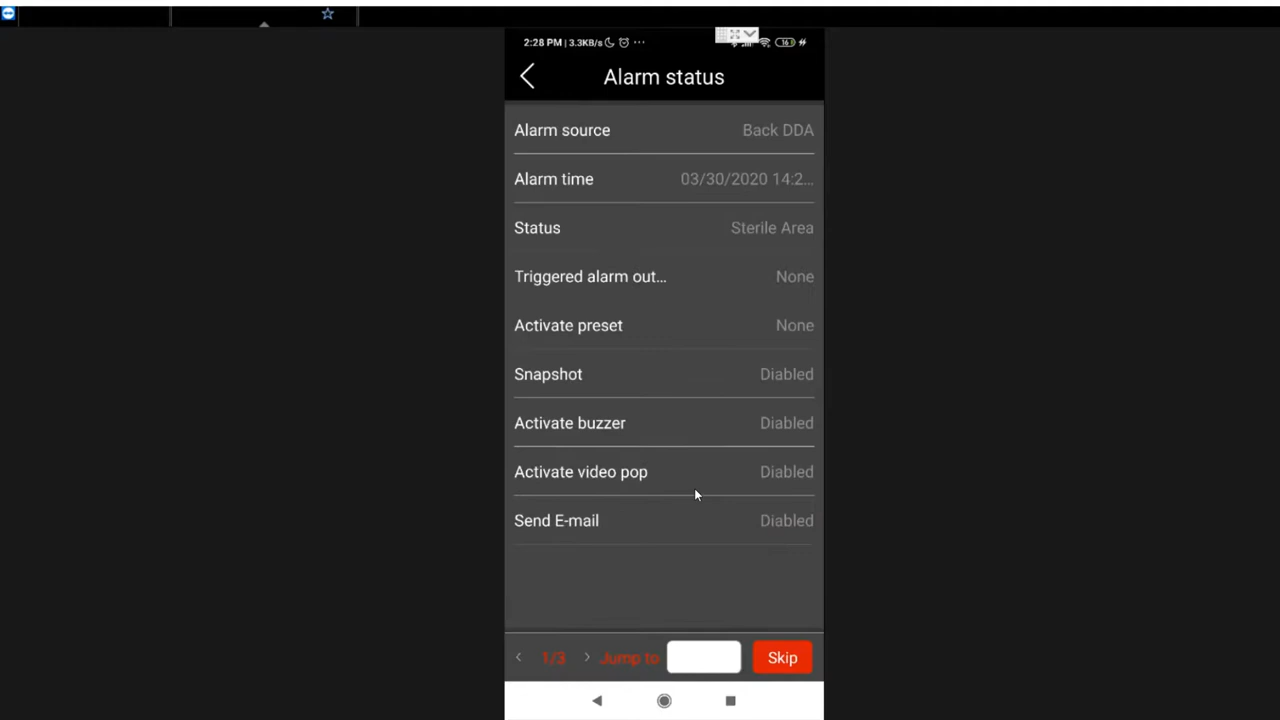 2:28 PM | 3.3KB/s ... 16
Alarm status
Alarm source Back DDA
Alarm time 03/30/2020 14:2...
Status Sterile Area
Triggered alarm out... None
Activate preset None
Snapshot Diabled
Activate buzzer Diabled
Activate video pop Diabled
Send E-mail Diabled
< 1/3 > Jump to Skip